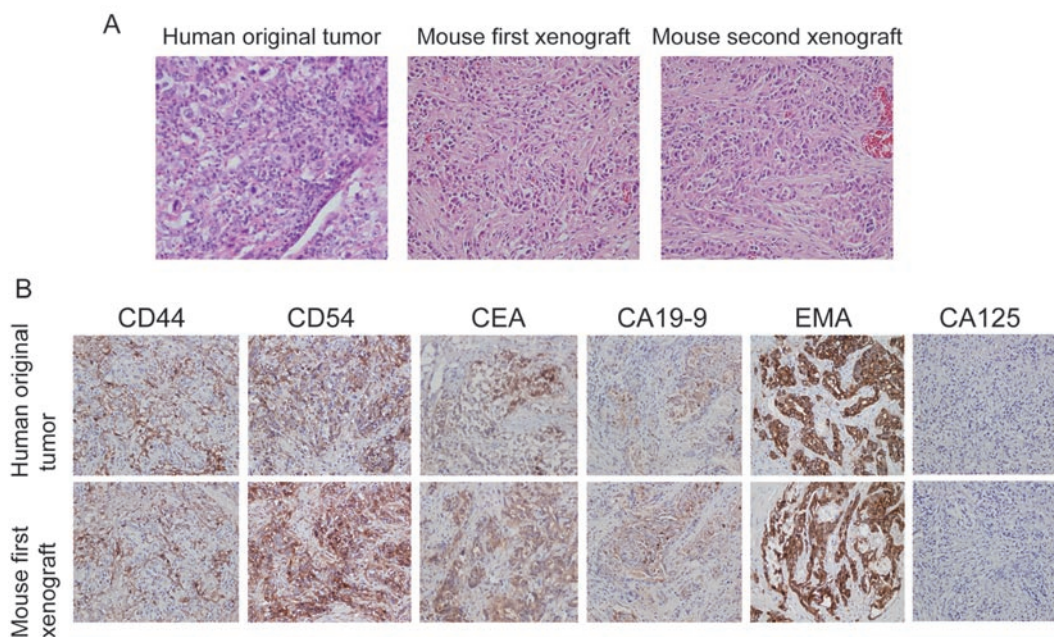 A
Human original tumor
Mouse first xenograft
Mouse second xenograft
B
CD44
CD54
CEA
CA19-9
EMA
CA125
Human original
tumor
Mouse first
xenograft